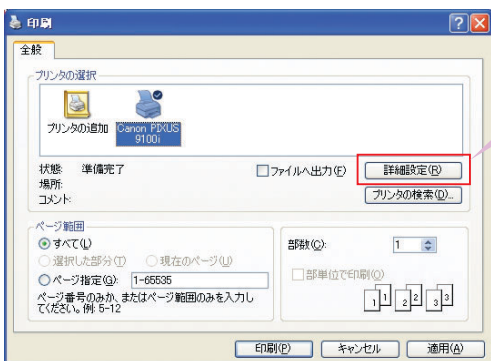 印刷
全般
プリンタの選択
プリンタの追加
Canon PIXUS
9100i
状態: 準備完了
場所:
コメント:
ファイルへ出力(F)
詳細設定(R)
プリンタの検索(D)...
ページ範囲
すべて(L)
選択した部分(T)
現在のページ(U)
ページ指定(G): 1-65535
ページ番号のみか、またはページ範囲のみを入力し
てください。例: 5-12
部数(C): 1
部単位で印刷(O)
1 1 2 2 3 3
印刷(P) キャンセル 適用(A)